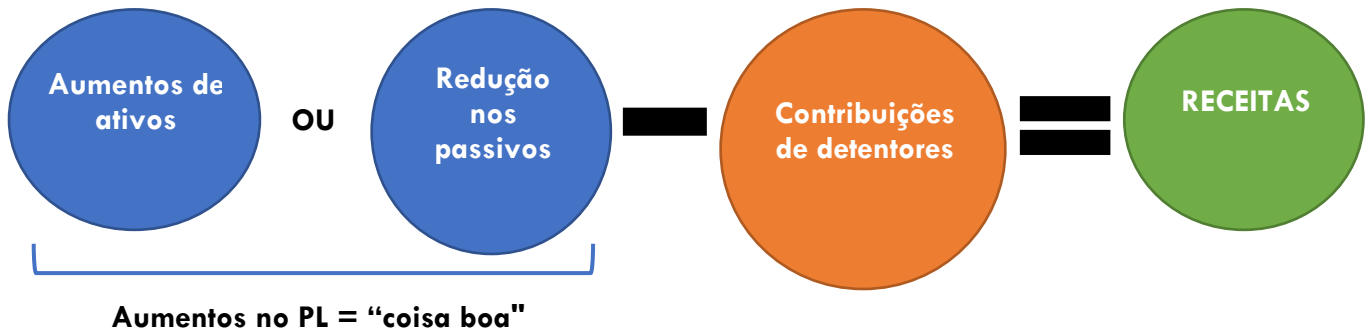 Aumentos de
ativos
OU
Redução
nos
passivos
Contribuições
de detentores
RECEITAS
Aumentos no PL = “coisa boa"